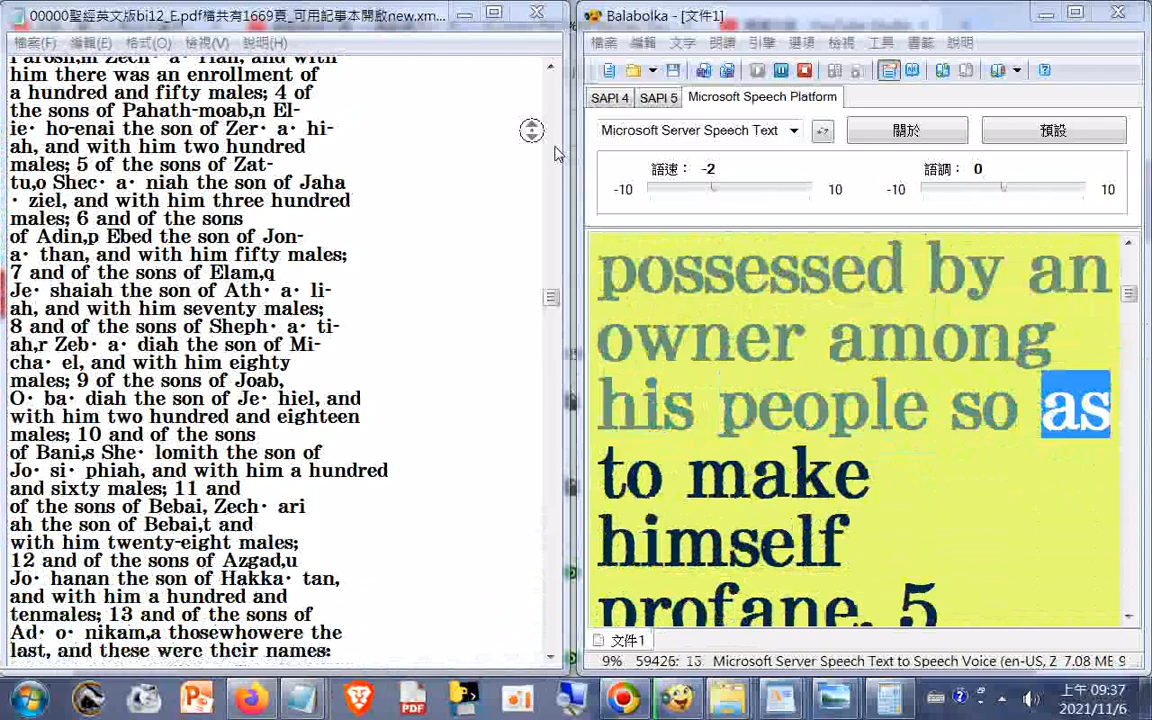 00000聖經英文版bi12_E.pdf檔共有1669頁_可用記事本開啟new.xm...
檔案(F) 編輯(E) 格式(O) 檢視(V) 說明(H)
Parosh,m Zech· a· riah, and with
him there was an enrollment of
a hundred and fifty males; 4 of
the sons of Pahath-moab,n El-
ie· ho-enai the son of Zer· a· hi-
ah, and with him two hundred
males; 5 of the sons of Zat-
tu,o Shec· a· niah the son of Jaha
· ziel, and with him three hundred
males; 6 and of the sons
of Adin,p Ebed the son of Jon-
a· than, and with him fifty males;
7 and of the sons of Elam,q
Je· shaiah the son of Ath· a· li-
ah, and with him seventy males;
8 and of the sons of Sheph· a· ti-
ah,r Zeb· a· diah the son of Mi-
cha· el, and with him eighty
males; 9 of the sons of Joab,
O· ba· diah the son of Je· hiel, and
with him two hundred and eighteen
males; 10 and of the sons
of Bani,s She· lomith the son of
Jo· si· phiah, and with him a hundred
and sixty males; 11 and
of the sons of Bebai, Zech· ari
ah the son of Bebai,t and
with him twenty-eight males;
12 and of the sons of Azgad,u
Jo· hanan the son of Hakka· tan,
and with him a hundred and
tenmales; 13 and of the sons of
Ad· o· nikam,a thosewhowere the
last, and these were their names:
Balabolka - [文件1]
檔案 編輯 文字 朗讀 引擎 選項 檢視 工具 書籤 說明
SAPI 4 SAPI 5 Microsoft Speech Platform
Microsoft Server Speech Text 關於 預設
語速： -2 語調： 0
-10 10 -10 10
possessed by an
owner among
his people so as
to make
himself
profane. 5
文件1
9% 59426: 13 Microsoft Server Speech Text to Speech Voice (en-US, Z 7.08 MB 9
PDF
上午 09:37
2021/11/6